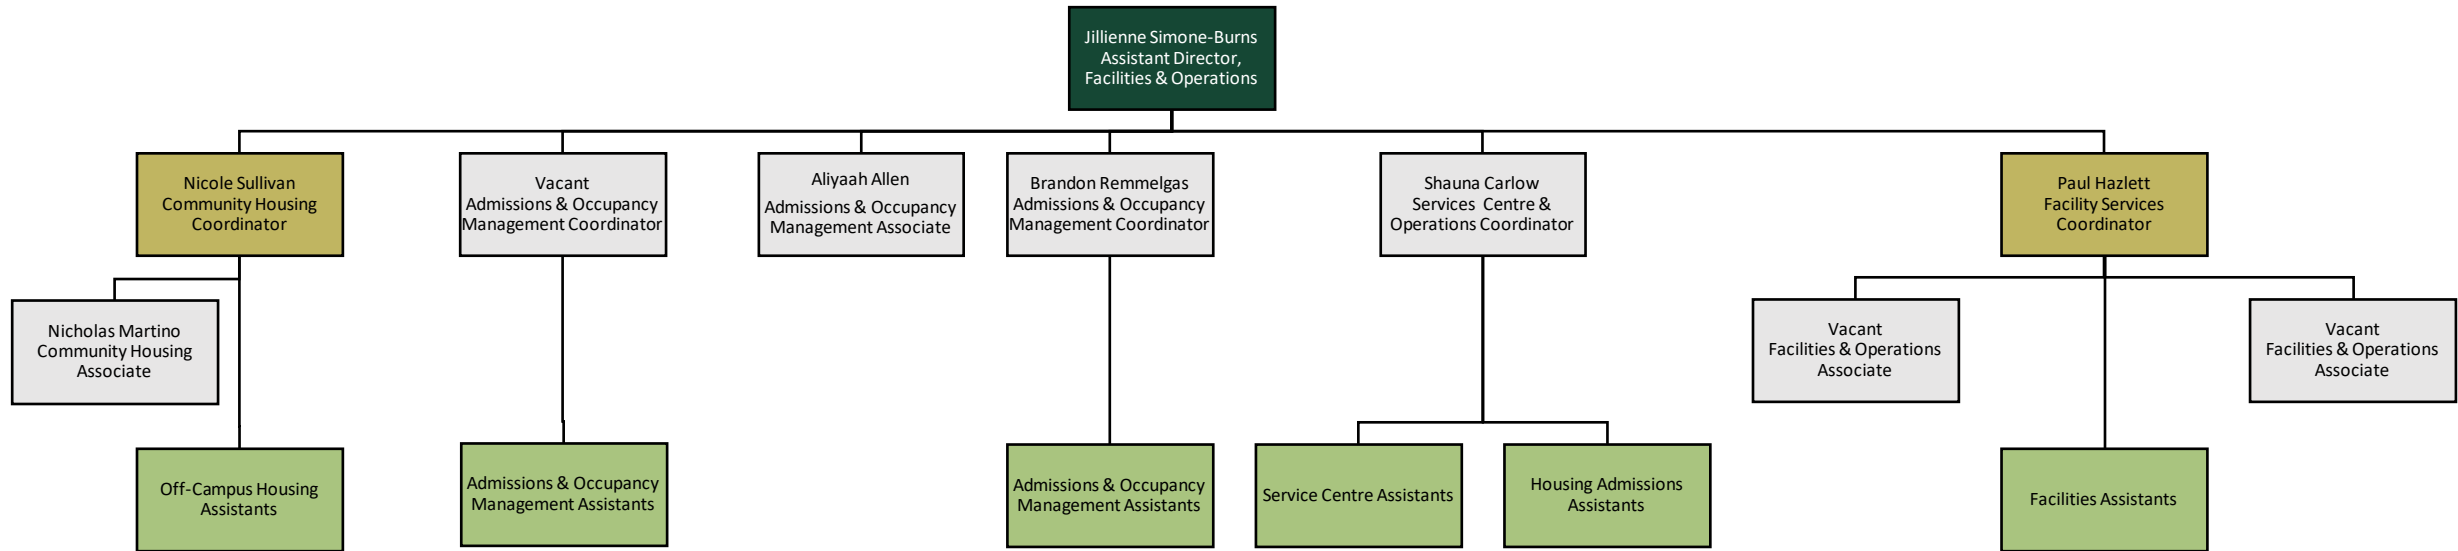 Jillienne Simone-Burns
Assistant Director,
Facilities & Operations
Nicole Sullivan
Community Housing
Coordinator
Vacant
Admissions & Occupancy
Management Coordinator
Aliyaah Allen
Admissions & Occupancy
Management Associate
Brandon Remmelgas
Admissions & Occupancy
Management Coordinator
Shauna Carlow
Services Centre &
Operations Coordinator
Paul Hazlett
Facility Services
Coordinator
Nicholas Martino
Community Housing
Associate
Vacant
Facilities & Operations
Associate
Vacant
Facilities & Operations
Associate
Off-Campus Housing
Assistants
Admissions & Occupancy
Management Assistants
Admissions & Occupancy
Management Assistants
Service Centre Assistants
Housing Admissions
Assistants
Facilities Assistants